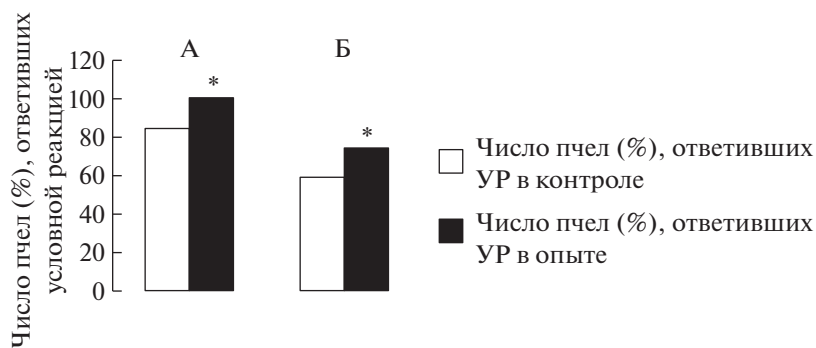 Число пчел (%), ответивших
условной реакцией
120
100
80
60
40
20
0
А
*
Б
*
Число пчел (%), ответивших
УР в контроле
Число пчел (%), ответивших
УР в опыте